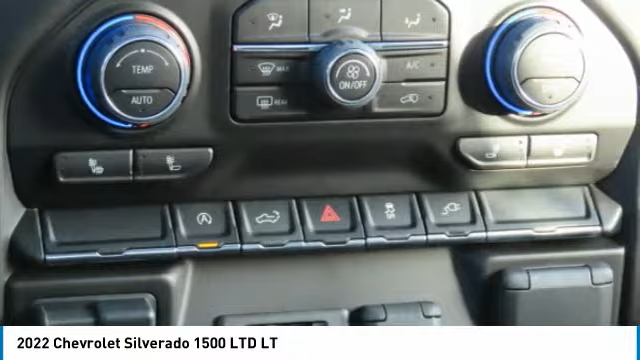 TEMP
AUTO
MAX
REAR
ON/OFF
A/C
2022 Chevrolet Silverado 1500 LTD LT